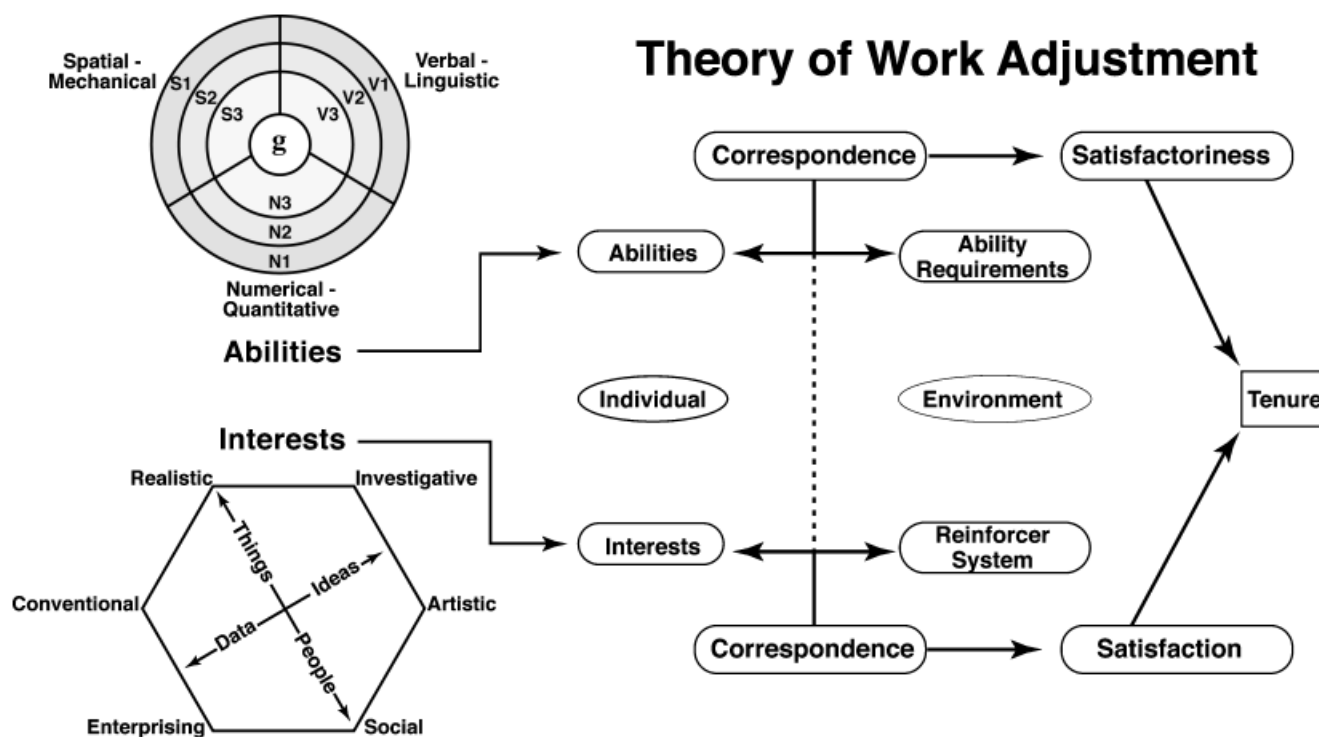 Theory of Work Adjustment
Spatial -
Mechanical
Verbal -
Linguistic
S1
S2
S3
V1
V2
V3
g
N3
N2
N1
Numerical -
Quantitative
Abilities
Interests
Realistic
Investigative
Conventional
Artistic
Enterprising
Social
Things
Ideas
Data
People
Correspondence
Satisfactoriness
Abilities
Ability
Requirements
Individual
Environment
Tenure
Interests
Reinforcer
System
Correspondence
Satisfaction